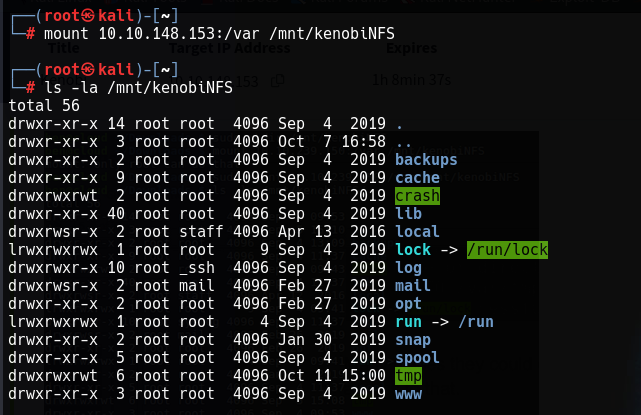 ┌──(root㉿kali)-[~]
└─# mount 10.10.148.153:/var /mnt/kenobiNFS
Title Target IP Address Expires
┌──(root㉿kali)-[~]
1h 8min 37s
└─# ls -la /mnt/kenobiNFS
total 56
drwxr-xr-x 14 root root  4096 Sep  4  2019 .
drwxr-xr-x  3 root root  4096 Oct  7 16:58 ..
drwxr-xr-x  2 root root  4096 Sep  4  2019 backups
drwxr-xr-x  9 root root  4096 Sep  4  2019 cache
drwxrwxrwt  2 root root  4096 Sep  4  2019 crash
drwxr-xr-x 40 root root  4096 Sep  4  2019 lib
drwxrwsr-x  2 root staff 4096 Apr 13  2016 local
lrwxrwxrwx  1 root root     9 Sep  4  2019 lock -> /run/lock
drwxrwxr-x 10 root _ssh  4096 Sep  4  2019 log
drwxrwsr-x  2 root mail  4096 Feb 27  2019 mail
drwxr-xr-x  2 root root  4096 Feb 27  2019 opt
lrwxrwxrwx  1 root root     4 Sep  4  2019 run -> /run
drwxr-xr-x  2 root root  4096 Jan 30  2019 snap
drwxr-xr-x  5 root root  4096 Sep  4  2019 spool
drwxrwxrwt  6 root root  4096 Oct 11 15:00 tmp
drwxr-xr-x  3 root root  4096 Sep  4  2019 www